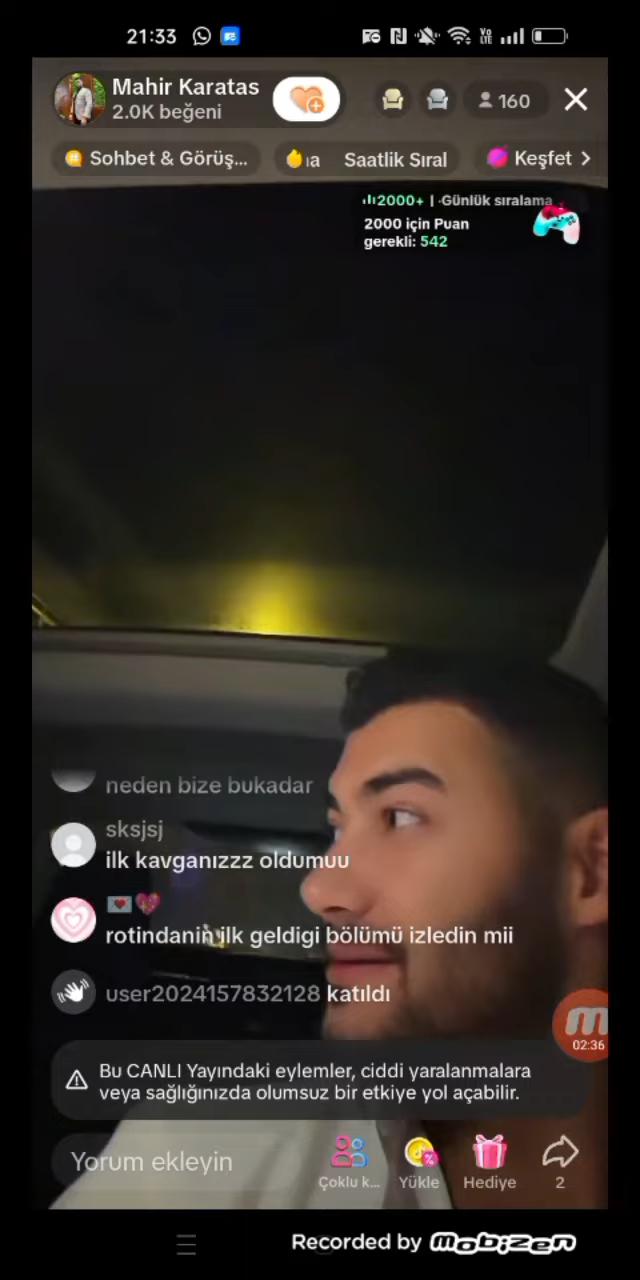 21:33
Mahir Karatas
2.0K beğeni
160
Sohbet & Görüş...
ıa
Saatlik Sıral
Keşfet >
2000+ | ·Günlük sıralama
2000 için Puan
gerekli: 542
neden bize bukadar
sksjsj
ilk kavganızzz oldumuu
rotindanin ilk geldigi bölümü izledin mii
user2024157832128 katıldı
02:36
Bu CANLI Yayındaki eylemler, ciddi yaralanmalara
veya sağlığınızda olumsuz bir etkiye yol açabilir.
Yorum ekleyin
Çoklu k...
Yükle
Hediye
2
Recorded by mobizen